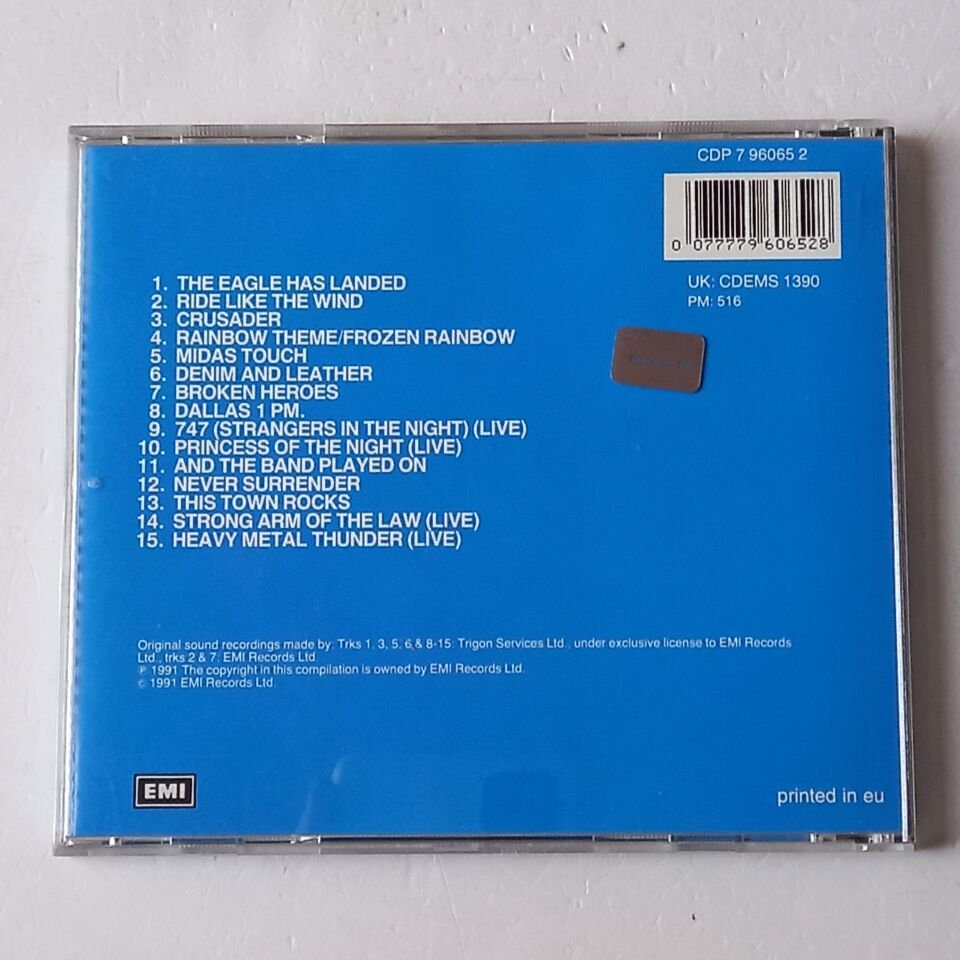 CDP 7 96065 2
0 077779 606528
UK: CDEMS 1390
PM: 516
1. THE EAGLE HAS LANDED
2. RIDE LIKE THE WIND
3. CRUSADER
4. RAINBOW THEME/FROZEN RAINBOW
5. MIDAS TOUCH
6. DENIM AND LEATHER
7. BROKEN HEROES
8. DALLAS 1 PM.
9. 747 (STRANGERS IN THE NIGHT) (LIVE)
10. PRINCESS OF THE NIGHT (LIVE)
11. AND THE BAND PLAYED ON
12. NEVER SURRENDER
13. THIS TOWN ROCKS
14. STRONG ARM OF THE LAW (LIVE)
15. HEAVY METAL THUNDER (LIVE)
Original sound recordings made by: Trks 1, 3, 5, 6 & 8-15: Trigon Services Ltd., under exclusive license to EMI Records
Ltd., trks 2 & 7: EMI Records Ltd.
℗ 1991 The copyright in this compilation is owned by EMI Records Ltd.
© 1991 EMI Records Ltd.
EMI
printed in eu